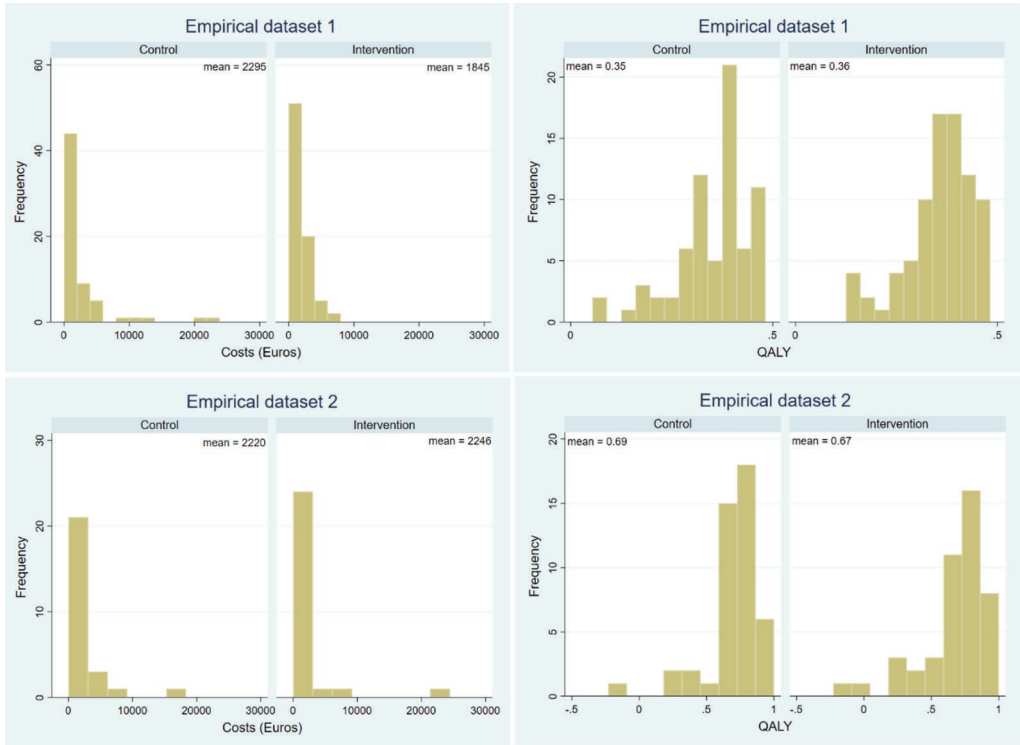 Empirical dataset 1
Control Intervention
mean = 2295 mean = 1845
60
40
20
0
Frequency
0 10000 20000 30000 0 10000 20000 30000
Costs (Euros)
Empirical dataset 1
Control Intervention
mean = 0.35 mean = 0.36
20
15
10
5
0
Frequency
0 .5 0 .5
QALY
Empirical dataset 2
Control Intervention
mean = 2220 mean = 2246
30
20
10
0
Frequency
0 10000 20000 30000 0 10000 20000 30000
Costs (Euros)
Empirical dataset 2
Control Intervention
mean = 0.69 mean = 0.67
20
15
10
5
0
Frequency
-.5 0 .5 1 -.5 0 .5 1
QALY